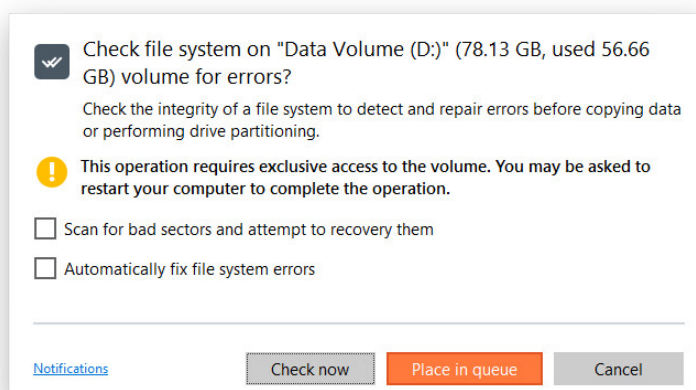 Check file system on "Data Volume (D:)" (78.13 GB, used 56.66
GB) volume for errors?
Check the integrity of a file system to detect and repair errors before copying data
or performing drive partitioning.
This operation requires exclusive access to the volume. You may be asked to
restart your computer to complete the operation.
Scan for bad sectors and attempt to recovery them
Automatically fix file system errors
Notifications
Check now
Place in queue
Cancel